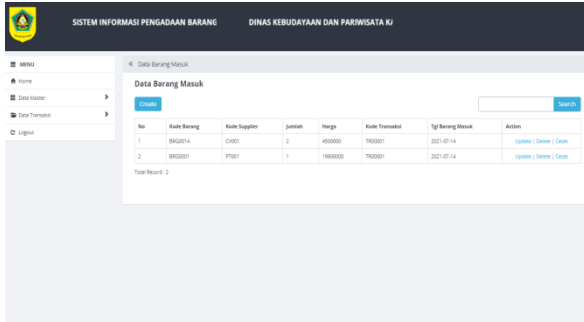 SISTEM INFORMASI PENGADAAN BARANG DINAS KEBUDAYAAN DAN PARIWISATA K
MENU
Home
Data Master
Data Transaksi
Logout
« Data Barang Masuk
Data Barang Masuk
Create Search
No Kode Barang Kode Supplier Jumlah Harga Kode Transaksi Tgl Barang Masuk Action
1 BRG0014 CV001 2 4500000 TR00001 2021-07-14 Update | Delete | Cetak
2 BRG0001 PT001 1 19900000 TR00001 2021-07-14 Update | Delete | Cetak
Total Record : 2